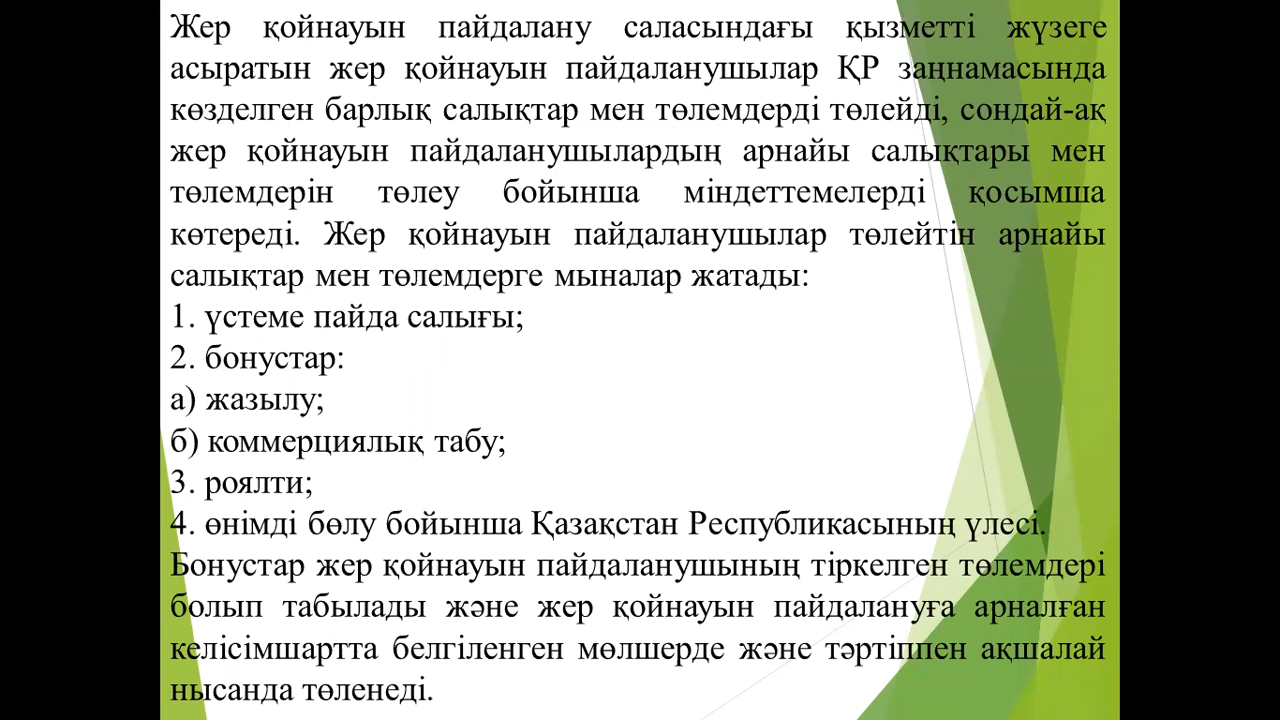 Жер қойнауын пайдалану саласындағы қызметті жүзеге
асыратын жер қойнауын пайдаланушылар ҚР заңнамасында
көзделген барлық салықтар мен төлемдерді төлейді, сондай-ақ
жер қойнауын пайдаланушылардың арнайы салықтары мен
төлемдерін төлеу бойынша міндеттемелерді қосымша
көтереді. Жер қойнауын пайдаланушылар төлейтін арнайы
салықтар мен төлемдерге мыналар жатады:
1. үстеме пайда салығы;
2. бонустар:
а) жазылу;
б) коммерциялық табу;
3. роялти;
4. өнімді бөлу бойынша Қазақстан Республикасының үлесі.
Бонустар жер қойнауын пайдаланушының тіркелген төлемдері
болып табылады және жер қойнауын пайдалануға арналған
келісімшартта белгіленген мөлшерде және тәртіппен ақшалай
нысанда төленеді.